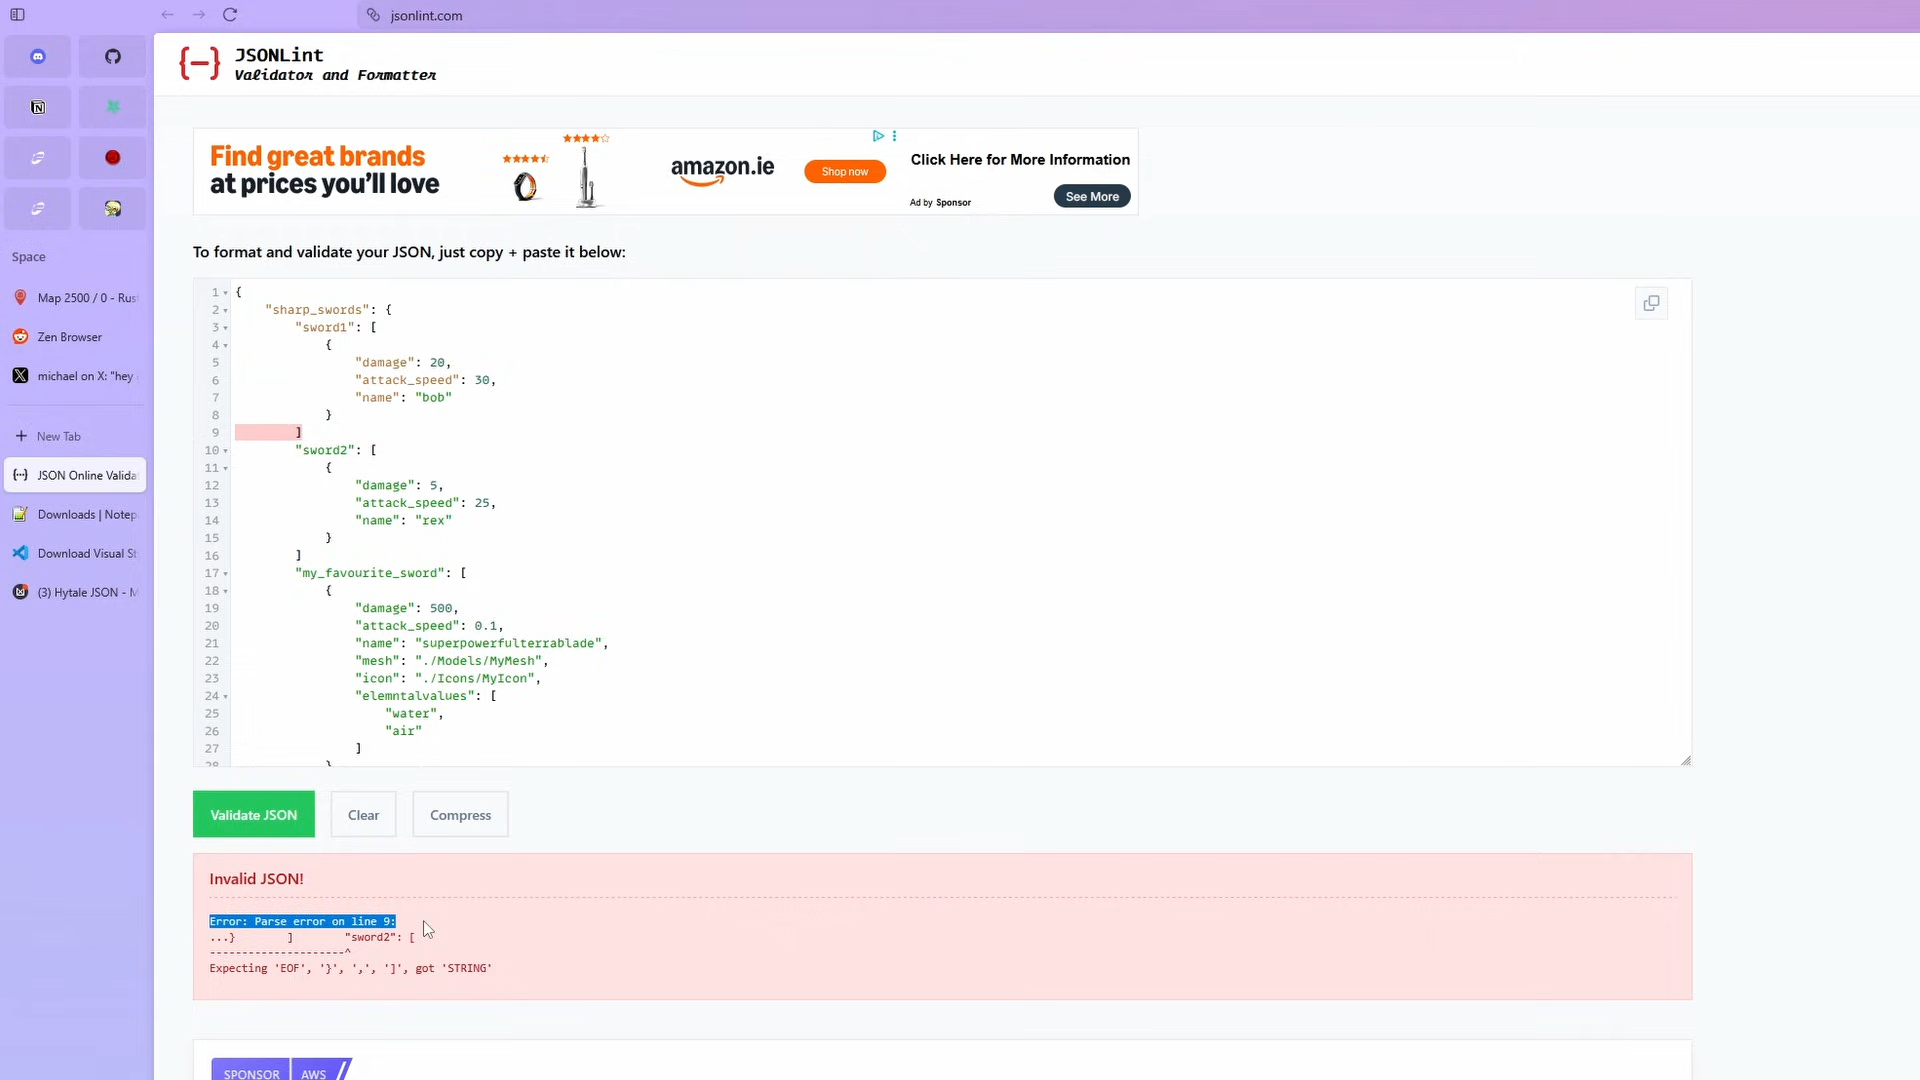 jsonlint.com
JSONLint
Validator and Formatter
Find great brands
at prices you'll love
amazon.ie
Shop now
Click Here for More Information
Ad by Sponsor
See More
Space
Map 2500 / 0 - Rus
Zen Browser
michael on X: "hey
New Tab
JSON Online Valida
Downloads | Notep
Download Visual St
(3) Hytale JSON - M
To format and validate your JSON, just copy + paste it below:
1 {
2 "sharp_swords": {
3 "sword1": [
4 {
5 "damage": 20,
6 "attack_speed": 30,
7 "name": "bob"
8 }
9 ]
10 "sword2": [
11 {
12 "damage": 5,
13 "attack_speed": 25,
14 "name": "rex"
15 }
16 ]
17 "my_favourite_sword": [
18 {
19 "damage": 500,
20 "attack_speed": 0.1,
21 "name": "superpowerfulterrablade",
22 "mesh": "./Models/MyMesh",
23 "icon": "./Icons/MyIcon",
24 "elemntalvalues": [
25 "water",
26 "air"
27 ]
28 }
Validate JSON
Clear
Compress
Invalid JSON!
Error: Parse error on line 9:
...} ] "sword2": [
---------------------^
Expecting 'EOF', '}', ',', ']', got 'STRING'
SPONSOR AWS